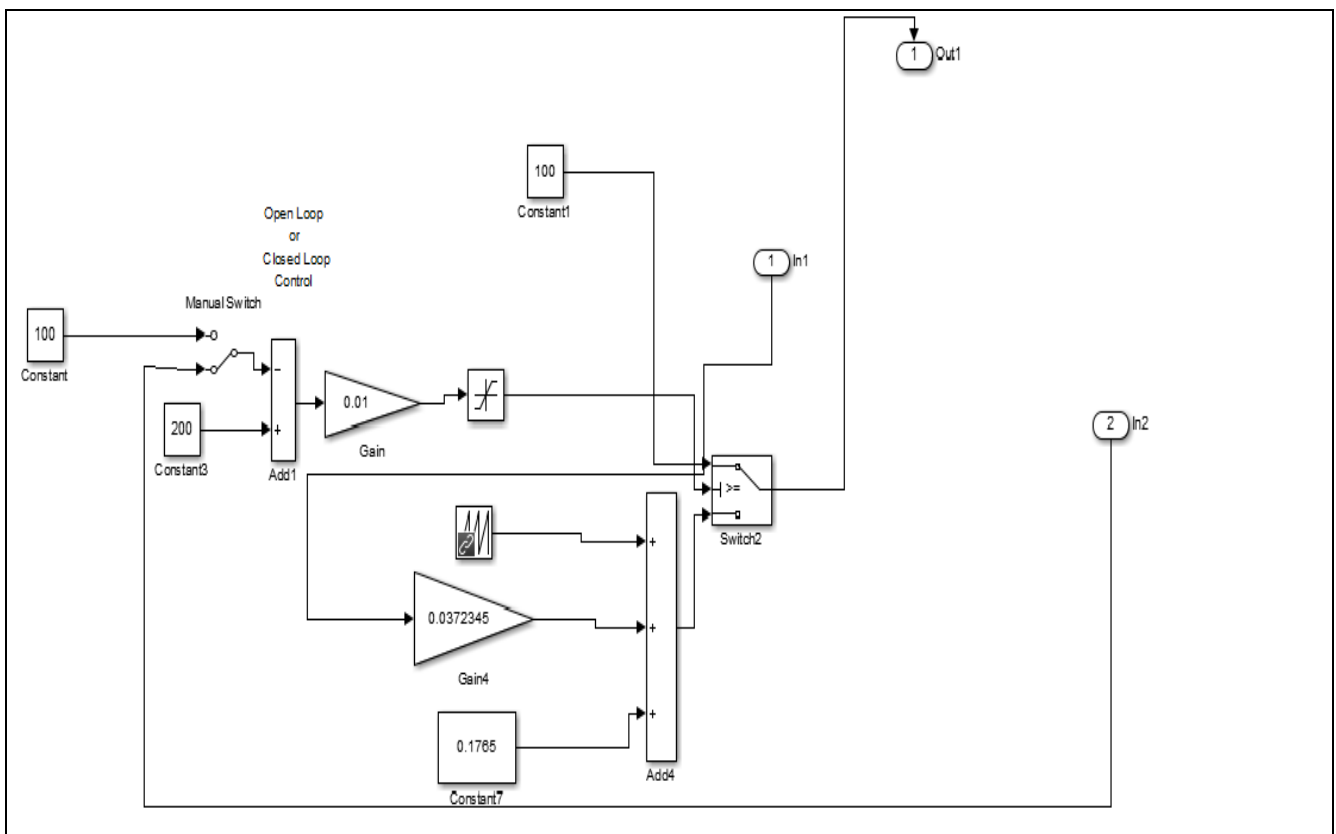 1
Out1
100
Constant1
Open Loop
or
Closed Loop
Control
1
In1
Manual Switch
100
Constant
-
0.01
Gain
200
Constant3
+
Add1
2
In2
>=
Switch2
+
0.0372345
+
Gain4
+
0.1765
Constant7
Add4